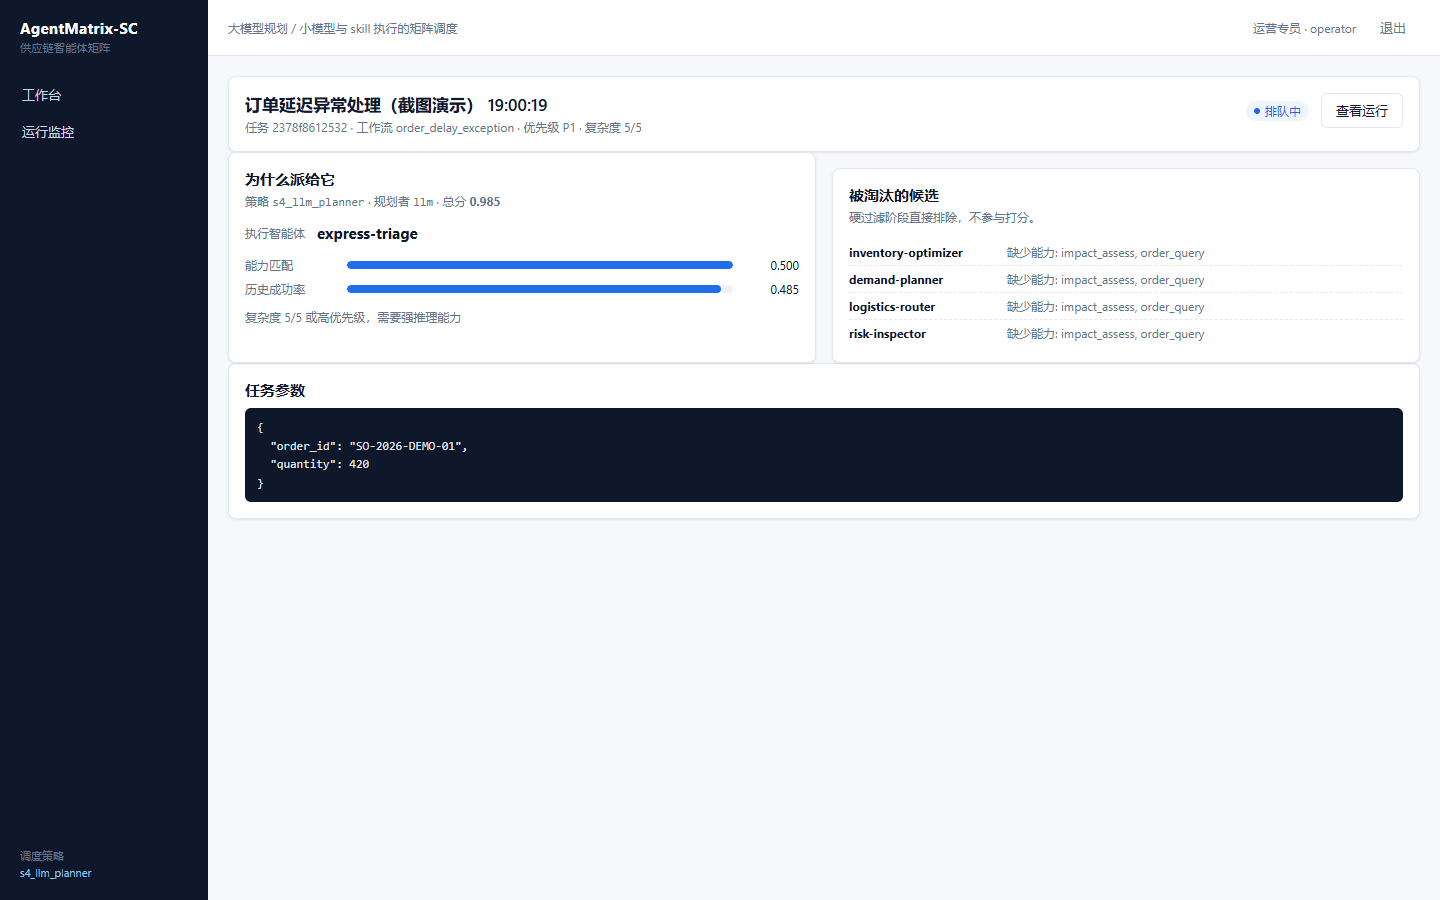 AgentMatrix-SC
供应链智能体矩阵
工作台
运行监控
调度策略
s4_llm_planner
大模型规划 / 小模型与 skill 执行的矩阵调度
运营专员 · operator
退出
订单延迟异常处理（截图演示） 19:00:19
任务 2378f8612532 · 工作流 order_delay_exception · 优先级 P1 · 复杂度 5/5
排队中
查看运行
为什么派给它
策略 s4_llm_planner · 规划者 llm · 总分 0.985
执行智能体 express-triage
能力匹配 0.500
历史成功率 0.485
复杂度 5/5 或高优先级，需要强推理能力
被淘汰的候选
硬过滤阶段直接排除，不参与打分。
inventory-optimizer 缺少能力: impact_assess, order_query
demand-planner 缺少能力: impact_assess, order_query
logistics-router 缺少能力: impact_assess, order_query
risk-inspector 缺少能力: impact_assess, order_query
任务参数
{
"order_id": "SO-2026-DEMO-01",
"quantity": 420
}